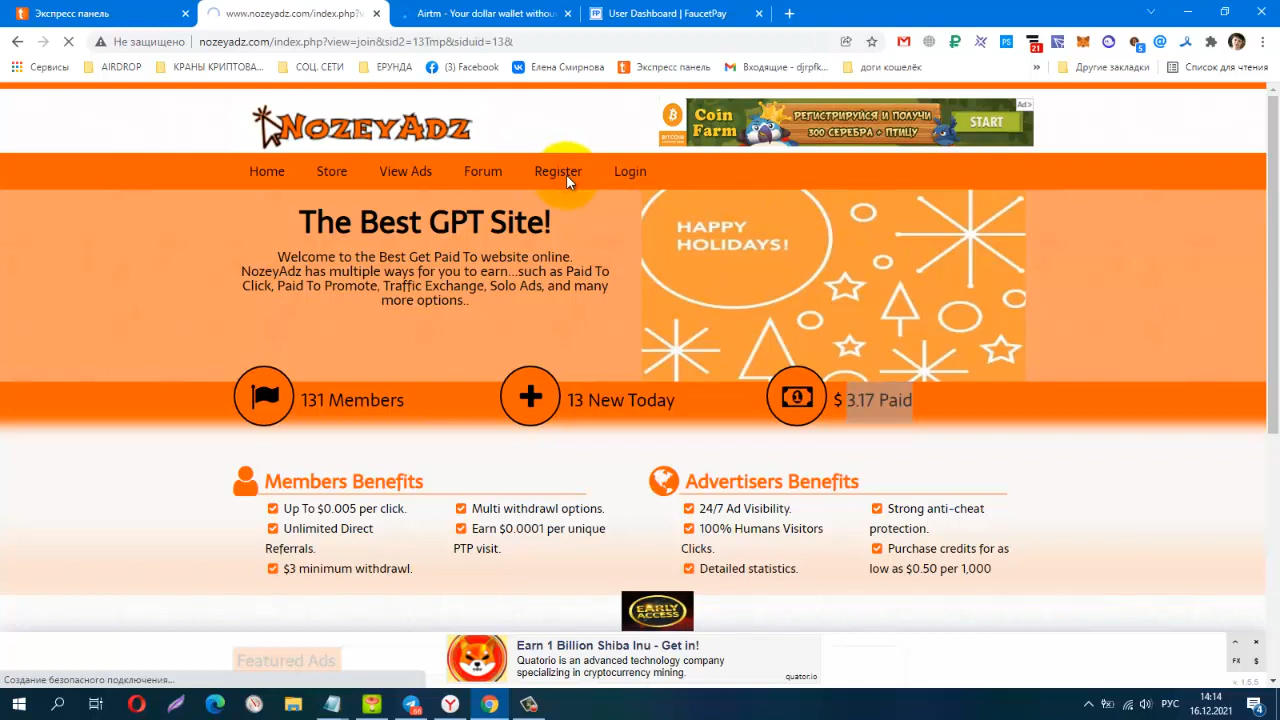 Экспресс панель
www.nozeyadz.com/index.php?v
Airtm - Your dollar wallet withou
User Dashboard | FaucetPay
Не защищено
nozeyadz.com/index.php?view=join&sid2=13Tmp&siduid=13&
Сервисы
AIRDROP
КРАНЫ КРИПТОВА...
СОЦ. СЕТИ
ЕРУНДА
(3) Facebook
Елена Смирнова
Экспресс панель
Входящие - djrpfk...
доги кошелёк
»
Другие закладки
Список для чтения
NozeyAdz
Coin
Farm
РЕГИСТРИРУЙСЯ И ПОЛУЧИ
300 СЕРЕБРА + ПТИЦУ
START
Ad
Home
Store
View Ads
Forum
Register
Login
The Best GPT Site!
Welcome to the Best Get Paid To website online.
NozeyAdz has multiple ways for you to earn...such as Paid To
Click, Paid To Promote, Traffic Exchange, Solo Ads, and many
more options..
HAPPY
HOLIDAYS!
131 Members
13 New Today
$ 3.17 Paid
Members Benefits
Up To $0.005 per click.
Unlimited Direct
Referrals.
$3 minimum withdrawl.
Multi withdrawl options.
Earn $0.0001 per unique
PTP visit.
Advertisers Benefits
24/7 Ad Visibility.
100% Humans Visitors
Clicks.
Detailed statistics.
Strong anti-cheat
protection.
Purchase credits for as
low as $0.50 per 1,000
EARLY
ACCESS
Featured Ads
Earn 1 Billion Shiba Inu - Get in!
Quatorio is an advanced technology company
specializing in cryptocurrency mining.
quator.io
FX
$
v. 1.5.5
Создание безопасного подключения...
РУС
14:14
16.12.2021